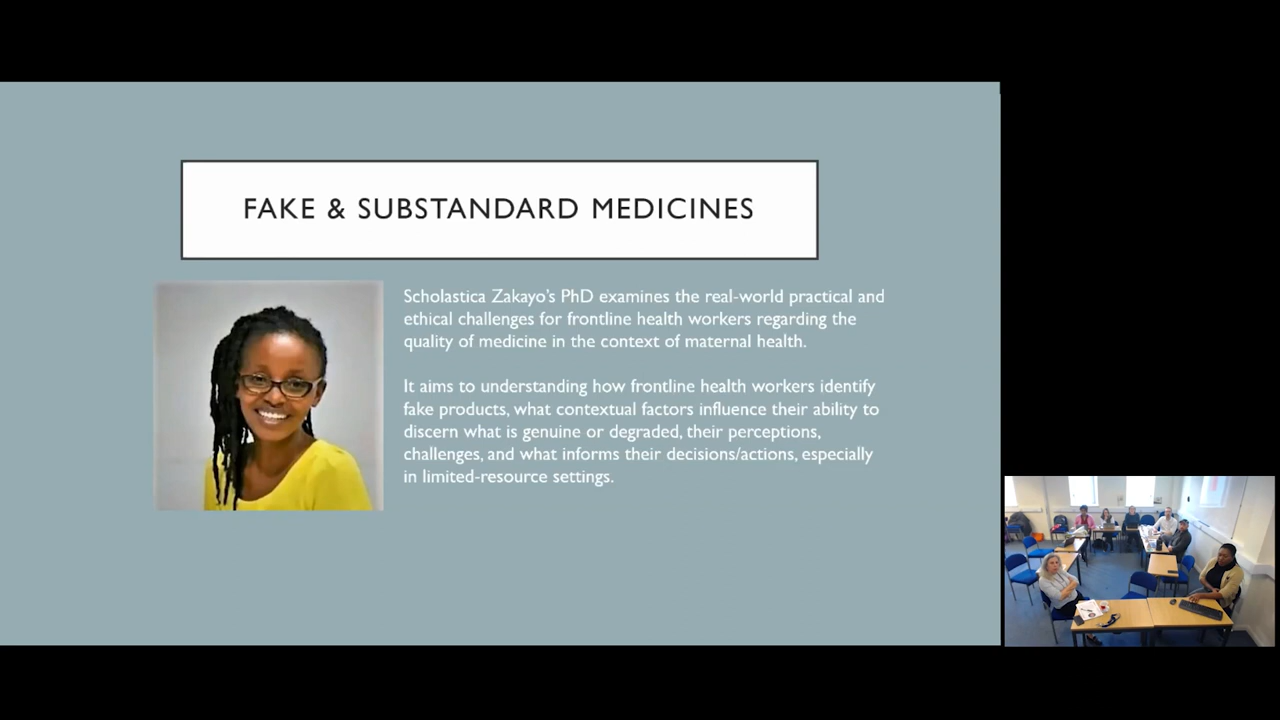 FAKE & SUBSTANDARD MEDICINES
Scholastica Zakayo's PhD examines the real-world practical and
ethical challenges for frontline health workers regarding the
quality of medicine in the context of maternal health.
It aims to understanding how frontline health workers identify
fake products, what contextual factors influence their ability to
discern what is genuine or degraded, their perceptions,
challenges, and what informs their decisions/actions, especially
in limited-resource settings.